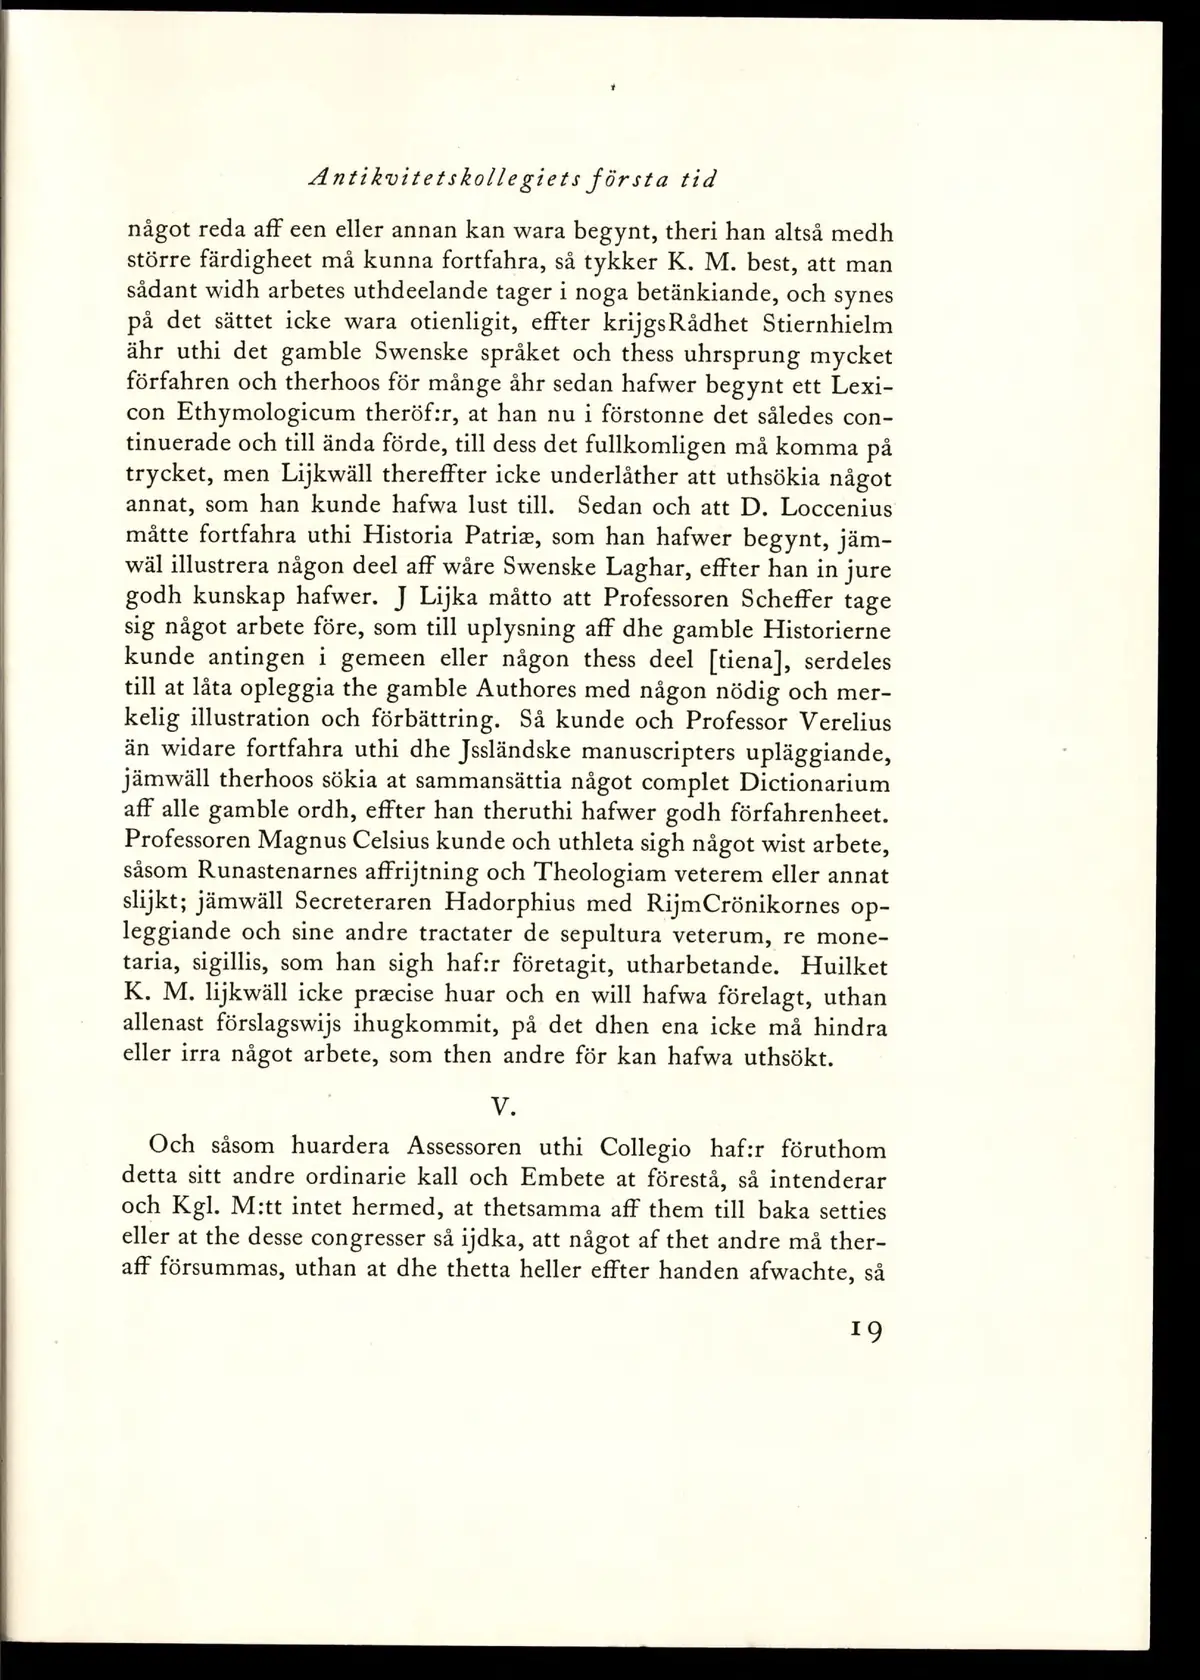 Antikvitetskollegiets första tid
något reda aff een eller annan kan wara begynt, theri han altså medh
större färdigheet må kunna fortfahra, så tykker K. M. best, att man
sådant widh arbetes uthdeelande tager i noga betänkiande, och synes
på det sättet icke wara otienligit, effter krijgsRådhet Stiernhielm
ähr uthi det gamble Swenske språket och thess uhrsprung mycket
förfahren och therhoos för månge åhr sedan hafwer begynt ett Lexi-
con Ethymologicum theröf:r, at han nu i förstonne det således con-
tinuerade och till ända förde, till dess det fullkomligen må komma på
trycket, men Lijkwäll thereffter icke underlåther att uthsökia något
annat, som han kunde hafwa lust till. Sedan och att D. Loccenius
måtte fortfahra uthi Historia Patriæ, som han hafwer begynt, jäm-
wäl illustrera någon deel aff wåre Swenske Laghar, effter han in jure
godh kunskap hafwer. J Lijka måtto att Professoren Scheffer tage
sig något arbete före, som till uplysning aff dhe gamble Historierne
kunde antingen i gemeen eller någon thess deel [tiena], serdeles
till at låta opleggia the gamble Authores med någon nödig och mer-
kelig illustration och förbättring. Så kunde och Professor Verelius
än widare fortfahra uthi dhe Jssländske manuscripters upläggiande,
jämwäll therhoos sökia at sammansättia något complet Dictionarium
aff alle gamble ordh, effter han theruthi hafwer godh förfahrenheet.
Professoren Magnus Celsius kunde och uthleta sigh något wist arbete,
såsom Runastenarnes affrijtning och Theologiam veterem eller annat
slijkt; jämwäll Secreteraren Hadorphius med RijmCrönikornes op-
leggiande och sine andre tractater de sepultura veterum, re mone-
taria, sigillis, som han sigh haf:r företagit, utharbetande. Huilket
K. M. lijkwäll icke præcise huar och en will hafwa förelagt, uthan
allenast förslagswijs ihugkommit, på det dhen ena icke må hindra
eller irra något arbete, som then andre för kan hafwa uthsökt.
V.
Och såsom huardera Assessoren uthi Collegio haf:r föruthom
detta sitt andre ordinarie kall och Embete at förestå, så intenderar
och Kgl. M:tt intet hermed, at thetsamma aff them till baka setties
eller at the desse congresser så ijdka, att något af thet andre må ther-
aff försummas, uthan at dhe thetta heller effter handen afwachte, så
19